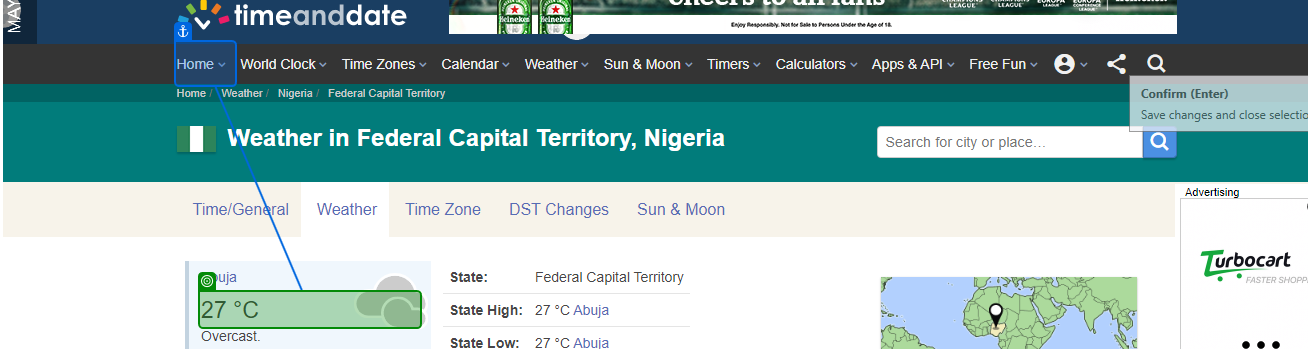 MAY
timeanddate
Heineken Heineken
Enjoy Responsibly. Not for Sale to Persons Under the Age of 18.
Home World Clock Time Zones Calendar Weather Sun & Moon Timers Calculators Apps & API Free Fun
Home / Weather / Nigeria / Federal Capital Territory
Confirm (Enter)
Save changes and close selectio
Weather in Federal Capital Territory, Nigeria
Search for city or place…
Time/General Weather Time Zone DST Changes Sun & Moon
Advertising
Abuja
27 °C
Overcast.
State: Federal Capital Territory
State High: 27 °C Abuja
State Low: 27 °C Abuja
Turbocart
FASTER SHOPP